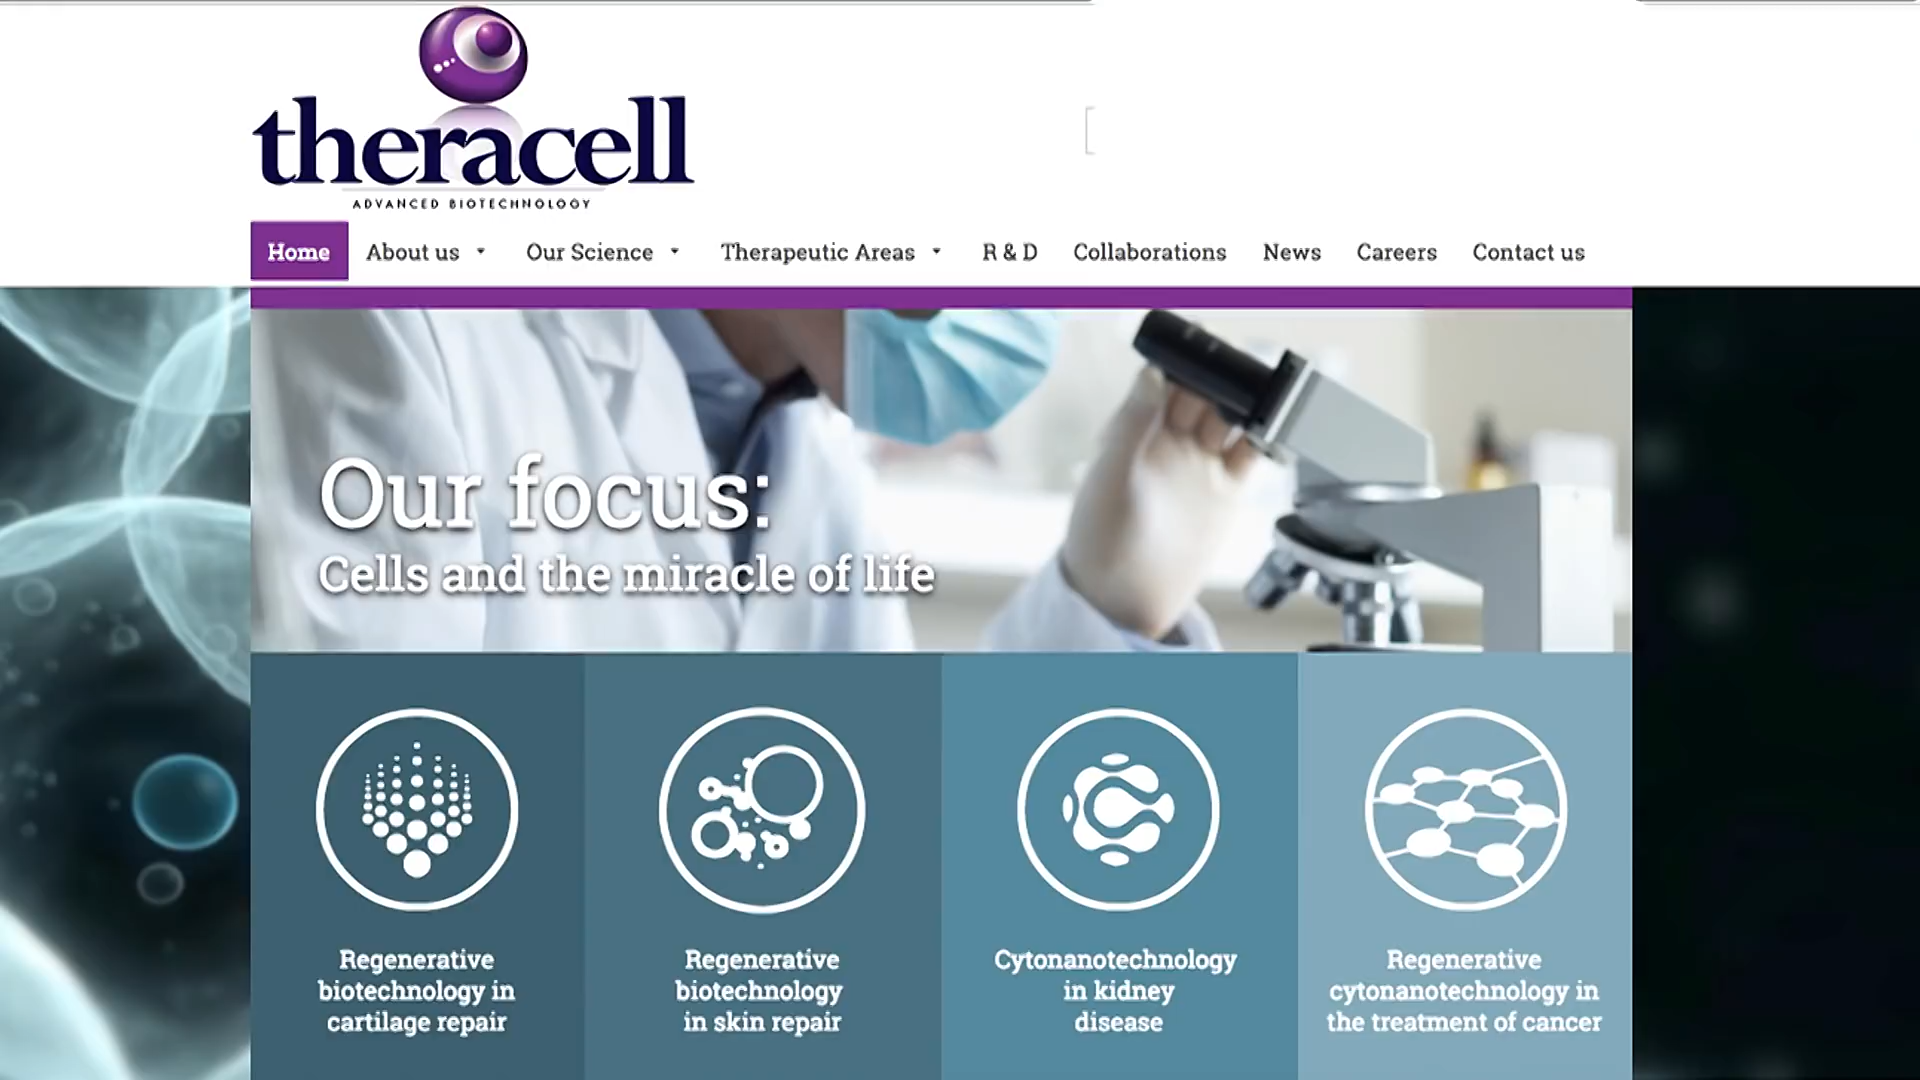 theracell
ADVANCED BIOTECHNOLOGY
Home About us Our Science Therapeutic Areas R & D Collaborations News Careers Contact us
Our focus:
Cells and the miracle of life
Regenerative
biotechnology in
cartilage repair
Regenerative
biotechnology
in skin repair
Cytonanotechnology
in kidney
disease
Regenerative
cytonanotechnology in
the treatment of cancer